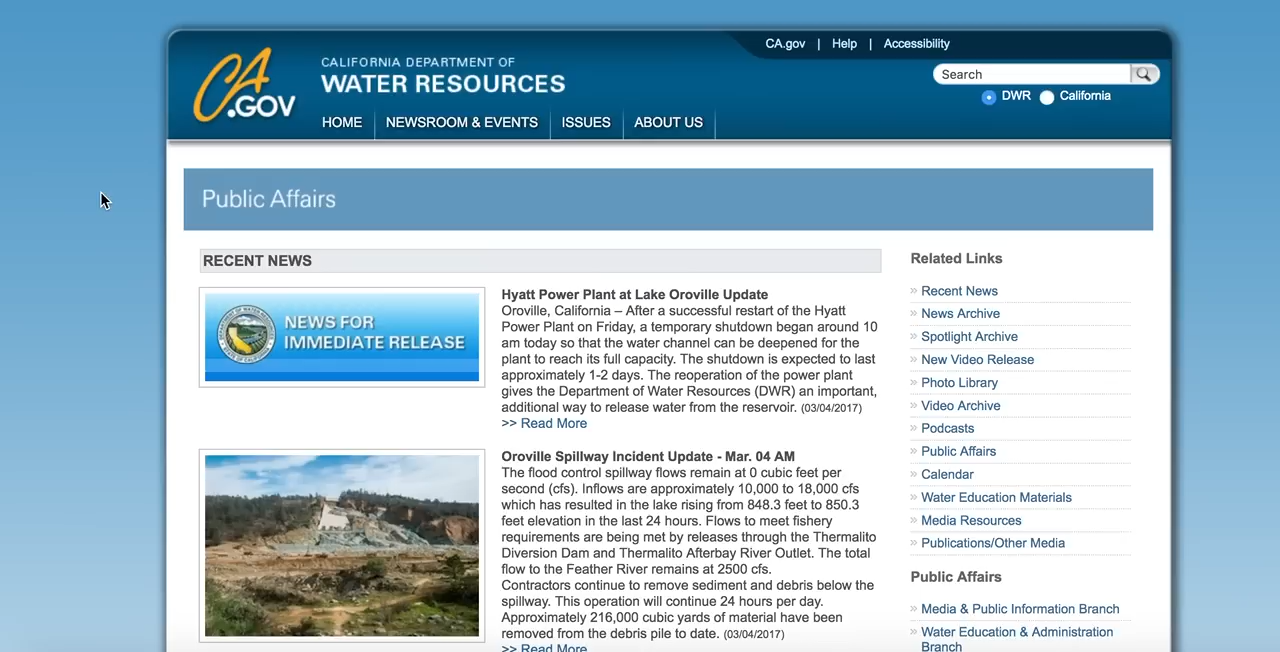 CA.gov | Help | Accessibility
CA
.GOV
CALIFORNIA DEPARTMENT OF
WATER RESOURCES
Search
DWR California
HOME NEWSROOM & EVENTS ISSUES ABOUT US
Public Affairs
RECENT NEWS
NEWS FOR
IMMEDIATE RELEASE
Hyatt Power Plant at Lake Oroville Update
Oroville, California – After a successful restart of the Hyatt
Power Plant on Friday, a temporary shutdown began around 10
am today so that the water channel can be deepened for the
plant to reach its full capacity. The shutdown is expected to last
approximately 1-2 days. The reoperation of the power plant
gives the Department of Water Resources (DWR) an important,
additional way to release water from the reservoir. (03/04/2017)
>> Read More
Oroville Spillway Incident Update - Mar. 04 AM
The flood control spillway flows remain at 0 cubic feet per
second (cfs). Inflows are approximately 10,000 to 18,000 cfs
which has resulted in the lake rising from 848.3 feet to 850.3
feet elevation in the last 24 hours. Flows to meet fishery
requirements are being met by releases through the Thermalito
Diversion Dam and Thermalito Afterbay River Outlet. The total
flow to the Feather River remains at 2500 cfs.
Contractors continue to remove sediment and debris below the
spillway. This operation will continue 24 hours per day.
Approximately 216,000 cubic yards of material have been
removed from the debris pile to date. (03/04/2017)
>> Read More
Related Links
» Recent News
» News Archive
» Spotlight Archive
» New Video Release
» Photo Library
» Video Archive
» Podcasts
» Public Affairs
» Calendar
» Water Education Materials
» Media Resources
» Publications/Other Media
Public Affairs
» Media & Public Information Branch
» Water Education & Administration
Branch